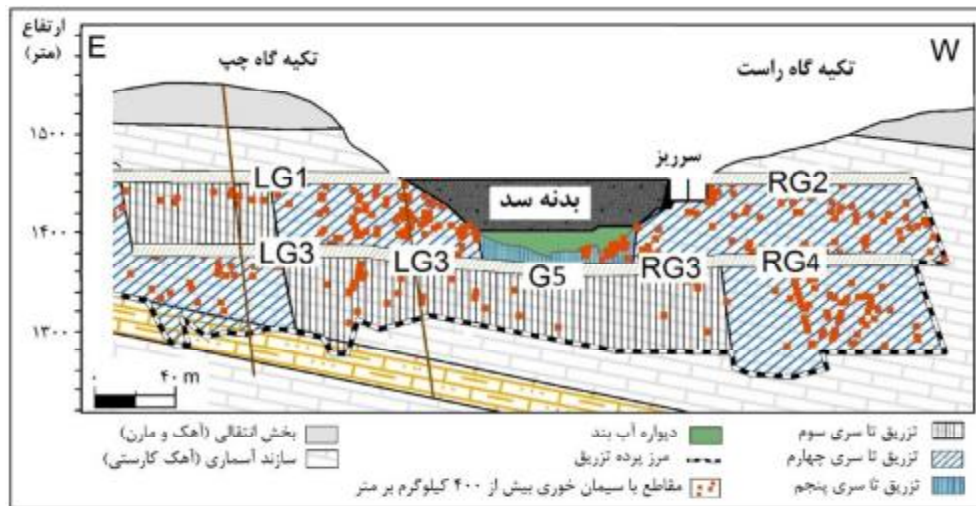 ارتفاع
(متر)
E
W
تکیه گاه چپ
تکیه گاه راست
۱۵۰۰
سرریز
LG1
RG2
بدنه سد
۱۴۰۰
LG3
LG3
G5
RG3
RG4
۱۳۰۰
۰ ۴۰ m
تزریق تا سری سوم
دیواره آب بند
بخش انتقالی (آهک و مارن)
تزریق تا سری چهارم
مرز پرده تزریق
سازند آسماری (آهک کارستی)
تزریق تا سری پنجم
مقاطع با سیمان خوری بیش از ۴۰۰ کیلوگرم بر متر